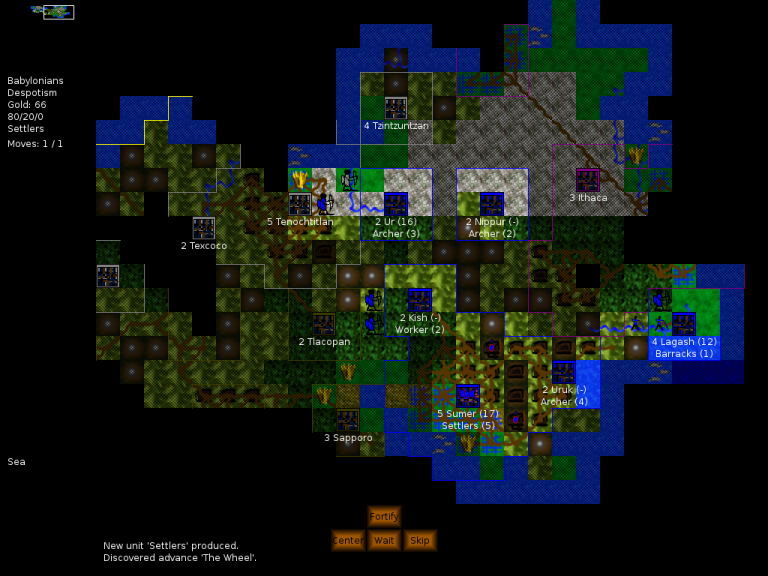 Babylonians
Despotism
Gold: 66
80/20/0
Settlers
Moves: 1 / 1
4 Tzintzuntzan
3 Ithaca
5 Tenochtitlan
2 Ur (16)
Archer (3)
2 Nippur (-)
Archer (2)
2 Texcoco
2 Kish (-)
Worker (2)
2 Tlacopan
4 Lagash (12)
Barracks (1)
2 Uruk (-)
Archer (4)
5 Sumer (17)
Settlers (5)
3 Sapporo
Sea
Fortify
Center
Wait
Skip
New unit 'Settlers' produced.
Discovered advance 'The Wheel'.